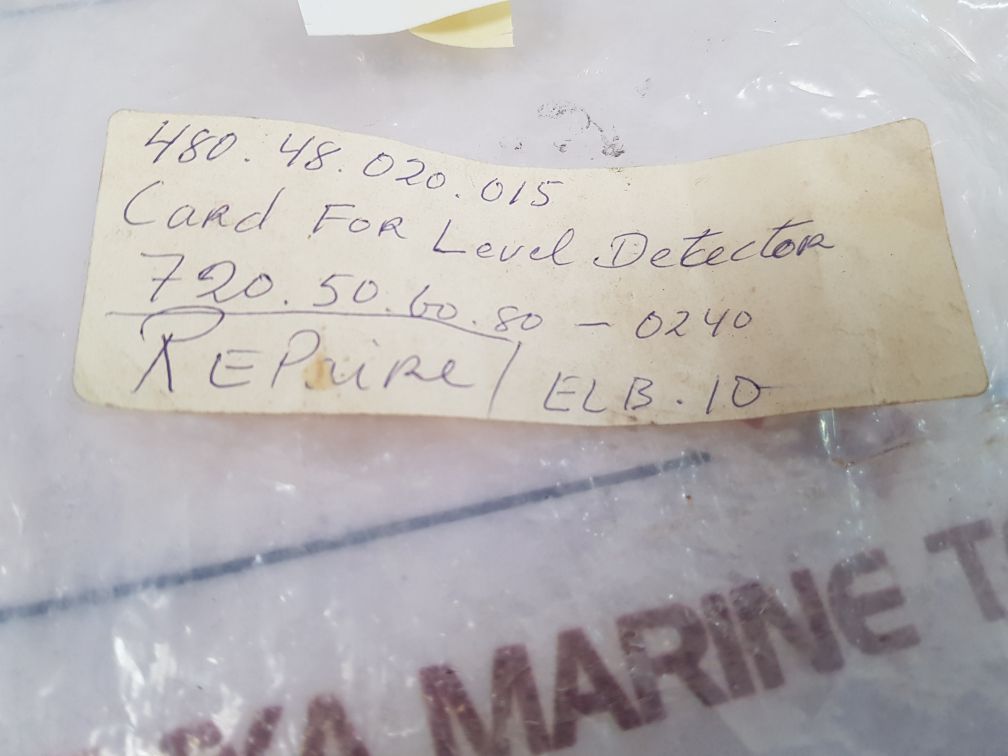 480.48.020.015
Card FOR Level Detector
720.50.60.80 - 0240
REPaire / ELB.10
MARINE